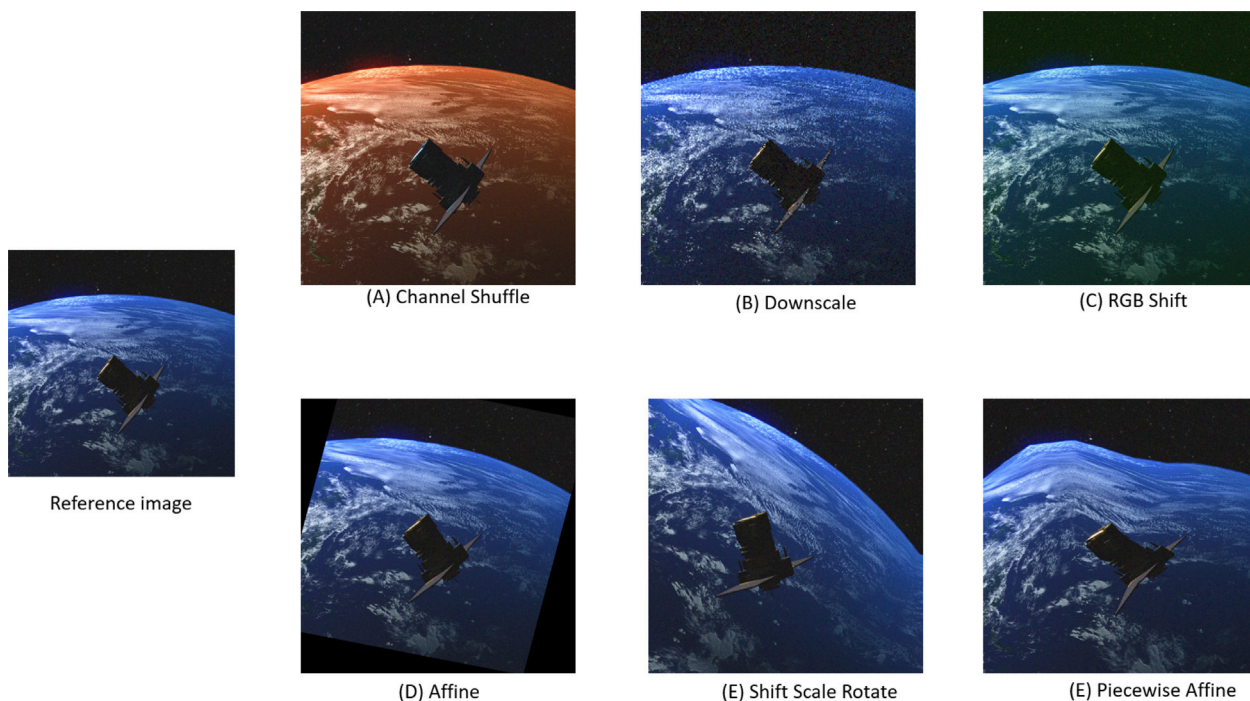 (A) Channel Shuffle
(B) Downscale
(C) RGB Shift
Reference image
(D) Affine
(E) Shift Scale Rotate
(E) Piecewise Affine